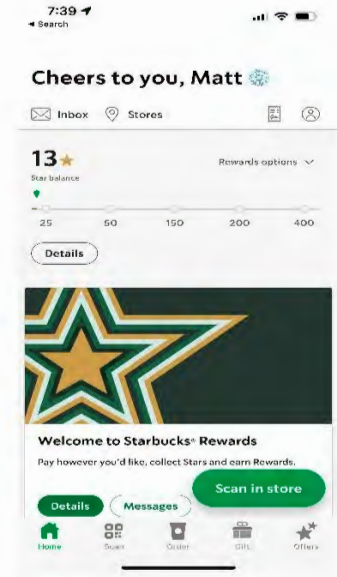 7:39
◂ Search
Cheers to you, Matt
Inbox Stores
13★
Star balance
Rewards options
25 50 150 200 400
Details
Welcome to Starbucks® Rewards
Pay however you'd like, collect Stars and earn Rewards.
Scan in store
Details Messages
Home Scan Order Gift Offers